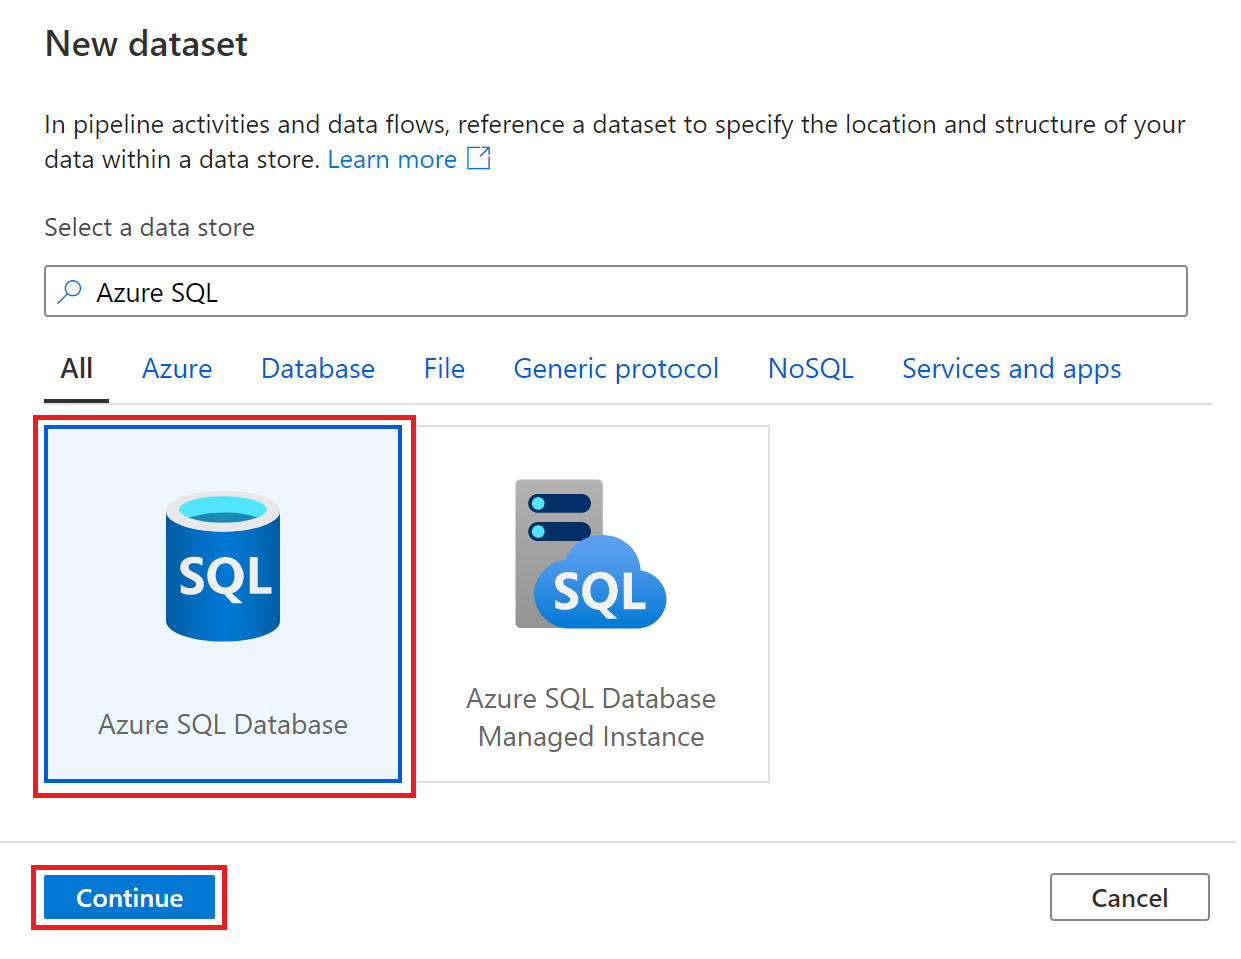 New dataset
In pipeline activities and data flows, reference a dataset to specify the location and structure of your
data within a data store. Learn more
Select a data store
Azure SQL
All Azure Database File Generic protocol NoSQL Services and apps
SQL
Azure SQL Database
SQL
Azure SQL Database
Managed Instance
Continue
Cancel